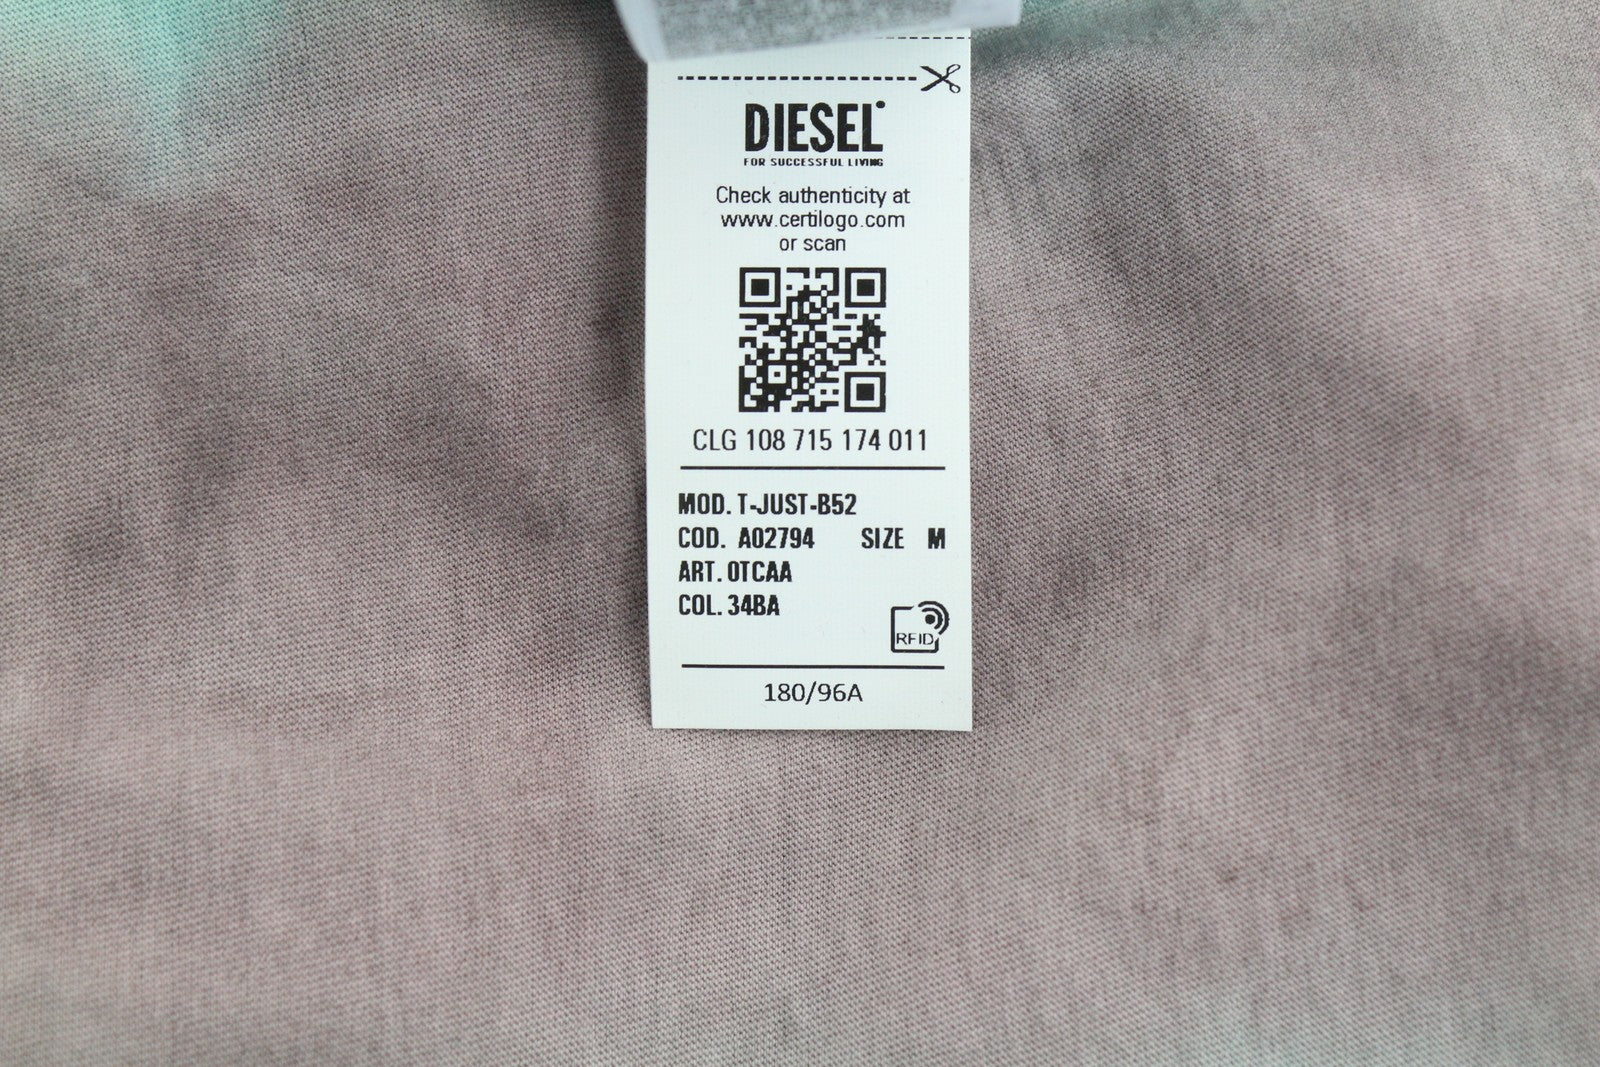 DIESEL
FOR SUCCESSFUL LIVING
Check authenticity at
www.certilogo.com
or scan
CLG 108 715 174 011
MOD. T-JUST-B52
COD. A02794 SIZE M
ART. 0TCAA
COL. 34BA
RFID
180/96A